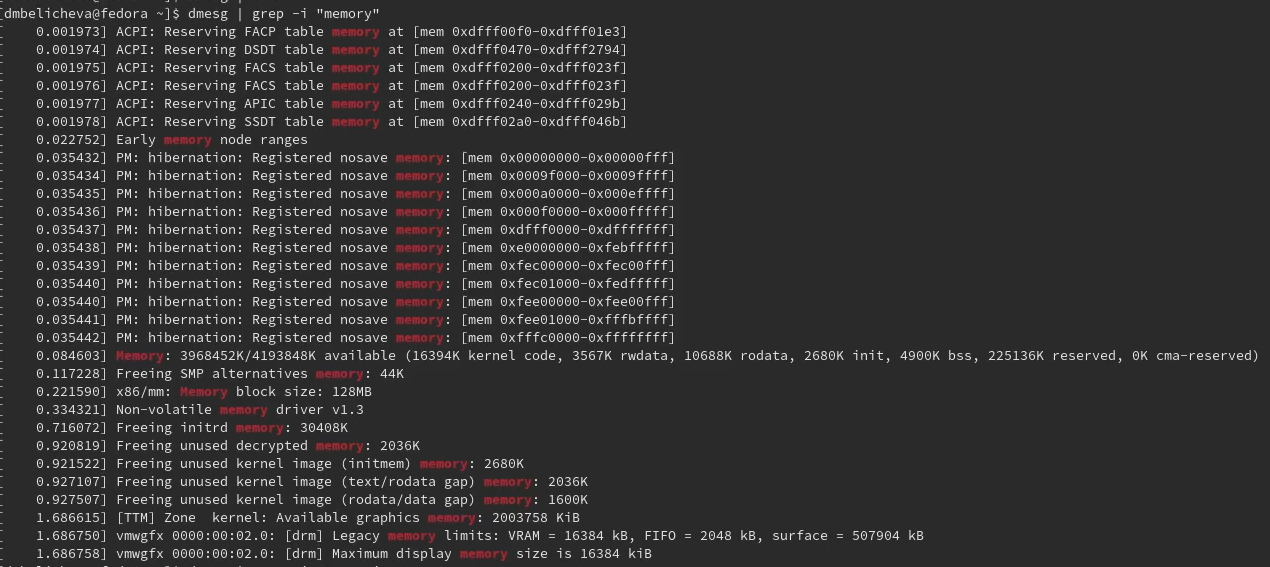 [dmbelicheva@fedora ~]$ dmesg | grep -i "memory"
[    0.001973] ACPI: Reserving FACP table memory at [mem 0xdfff00f0-0xdfff01e3]
[    0.001974] ACPI: Reserving DSDT table memory at [mem 0xdfff0470-0xdfff2794]
[    0.001975] ACPI: Reserving FACS table memory at [mem 0xdfff0200-0xdfff023f]
[    0.001976] ACPI: Reserving FACS table memory at [mem 0xdfff0200-0xdfff023f]
[    0.001977] ACPI: Reserving APIC table memory at [mem 0xdfff0240-0xdfff029b]
[    0.001978] ACPI: Reserving SSDT table memory at [mem 0xdfff02a0-0xdfff046b]
[    0.022752] Early memory node ranges
[    0.035432] PM: hibernation: Registered nosave memory: [mem 0x00000000-0x00000fff]
[    0.035434] PM: hibernation: Registered nosave memory: [mem 0x0009f000-0x0009ffff]
[    0.035435] PM: hibernation: Registered nosave memory: [mem 0x000a0000-0x000effff]
[    0.035436] PM: hibernation: Registered nosave memory: [mem 0x000f0000-0x000fffff]
[    0.035437] PM: hibernation: Registered nosave memory: [mem 0xdfff0000-0xdfffffff]
[    0.035438] PM: hibernation: Registered nosave memory: [mem 0xe0000000-0xfebfffff]
[    0.035439] PM: hibernation: Registered nosave memory: [mem 0xfec00000-0xfec00fff]
[    0.035440] PM: hibernation: Registered nosave memory: [mem 0xfec01000-0xfedfffff]
[    0.035440] PM: hibernation: Registered nosave memory: [mem 0xfee00000-0xfee00fff]
[    0.035441] PM: hibernation: Registered nosave memory: [mem 0xfee01000-0xfffbffff]
[    0.035442] PM: hibernation: Registered nosave memory: [mem 0xfffc0000-0xffffffff]
[    0.084603] Memory: 3968452K/4193848K available (16394K kernel code, 3567K rwdata, 10688K rodata, 2680K init, 4900K bss, 225136K reserved, 0K cma-reserved)
[    0.117228] Freeing SMP alternatives memory: 44K
[    0.221590] x86/mm: Memory block size: 128MB
[    0.334321] Non-volatile memory driver v1.3
[    0.716072] Freeing initrd memory: 30408K
[    0.920819] Freeing unused decrypted memory: 2036K
[    0.921522] Freeing unused kernel image (initmem) memory: 2680K
[    0.927107] Freeing unused kernel image (text/rodata gap) memory: 2036K
[    0.927507] Freeing unused kernel image (rodata/data gap) memory: 1600K
[    1.686615] [TTM] Zone  kernel: Available graphics memory: 2003758 KiB
[    1.686750] vmwgfx 0000:00:02.0: [drm] Legacy memory limits: VRAM = 16384 kB, FIFO = 2048 kB, surface = 507904 kB
[    1.686758] vmwgfx 0000:00:02.0: [drm] Maximum display memory size is 16384 kiB